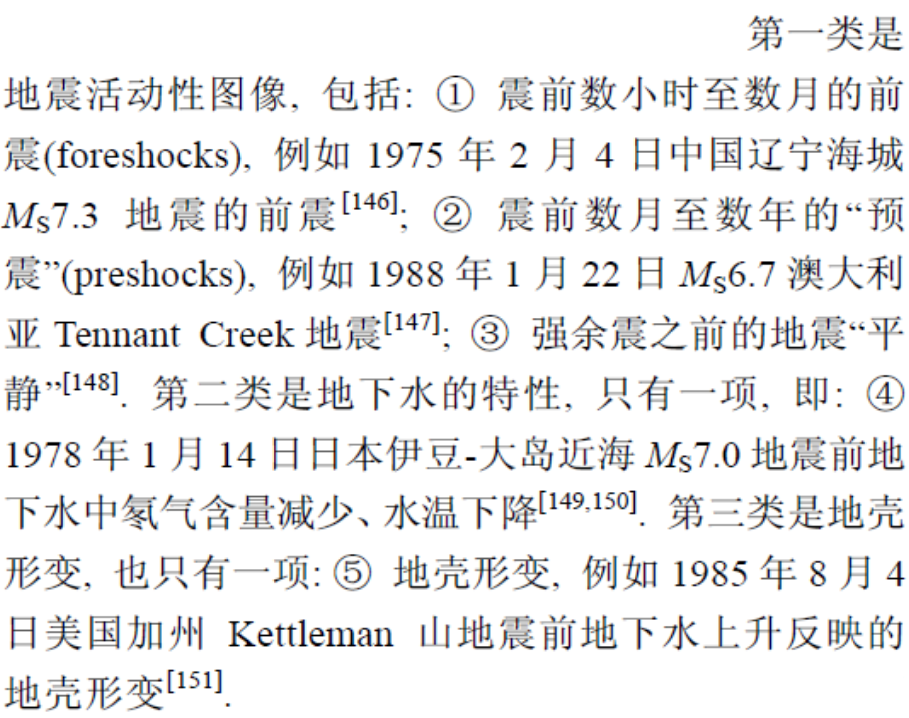 第一类是
地震活动性图像, 包括: ① 震前数小时至数月的前
震(foreshocks), 例如 1975 年 2 月 4 日中国辽宁海城
MS7.3 地震的前震[146]; ② 震前数月至数年的“预
震”(preshocks), 例如 1988 年 1 月 22 日 MS6.7 澳大利
亚 Tennant Creek 地震[147]; ③ 强余震之前的地震“平
静”[148]. 第二类是地下水的特性, 只有一项, 即: ④
1978 年 1 月 14 日日本伊豆-大岛近海 MS7.0 地震前地
下水中氡气含量减少、水温下降[149,150]. 第三类是地壳
形变, 也只有一项: ⑤ 地壳形变, 例如 1985 年 8 月 4
日美国加州 Kettleman 山地震前地下水上升反映的
地壳形变[151].